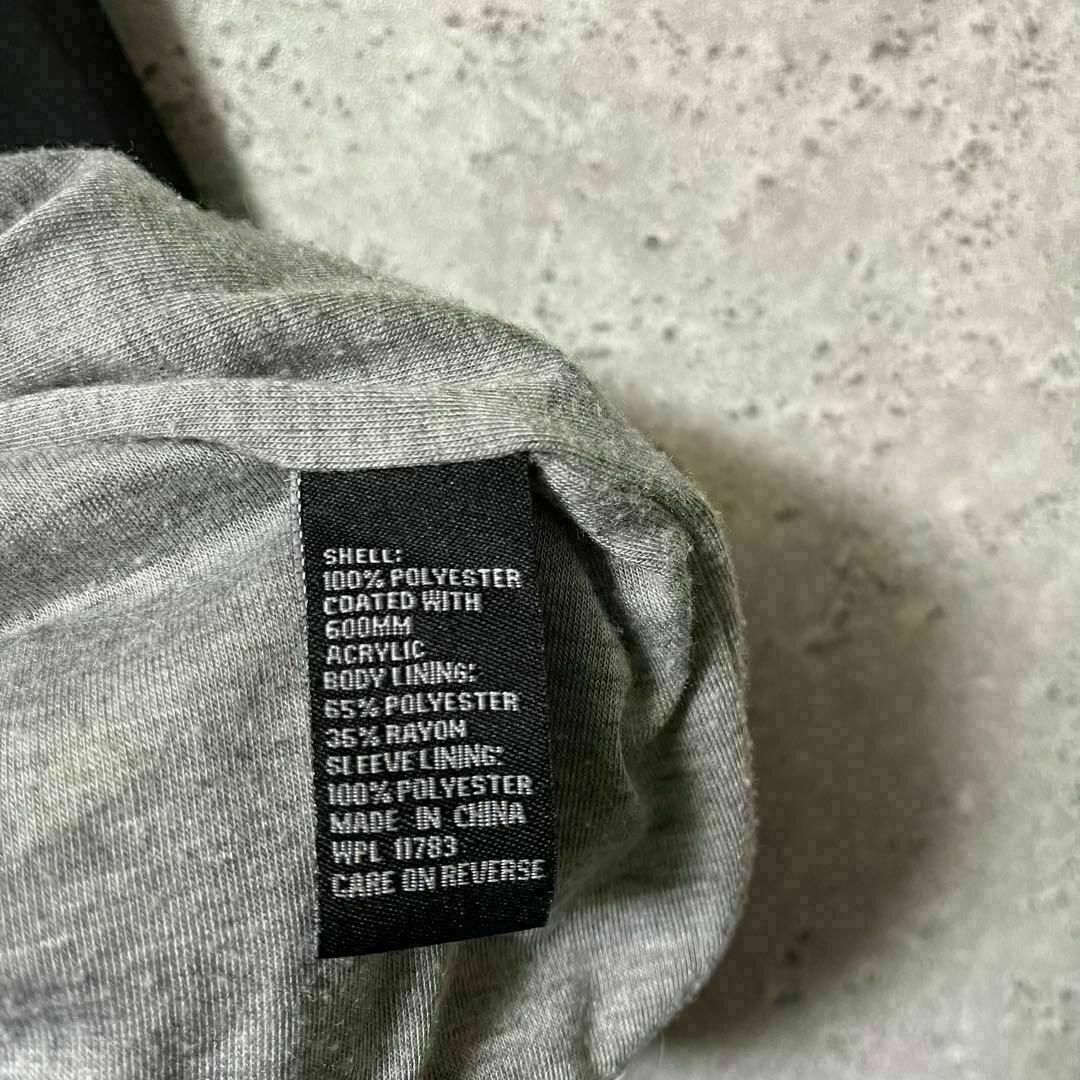 SHELL:
100% POLYESTER
COATED WITH
600MM
ACRYLIC
BODY LINING:
65% POLYESTER
35% RAYON
SLEEVE LINING:
100% POLYESTER
MADE IN CHINA
WPL 11783
CARE ON REVERSE